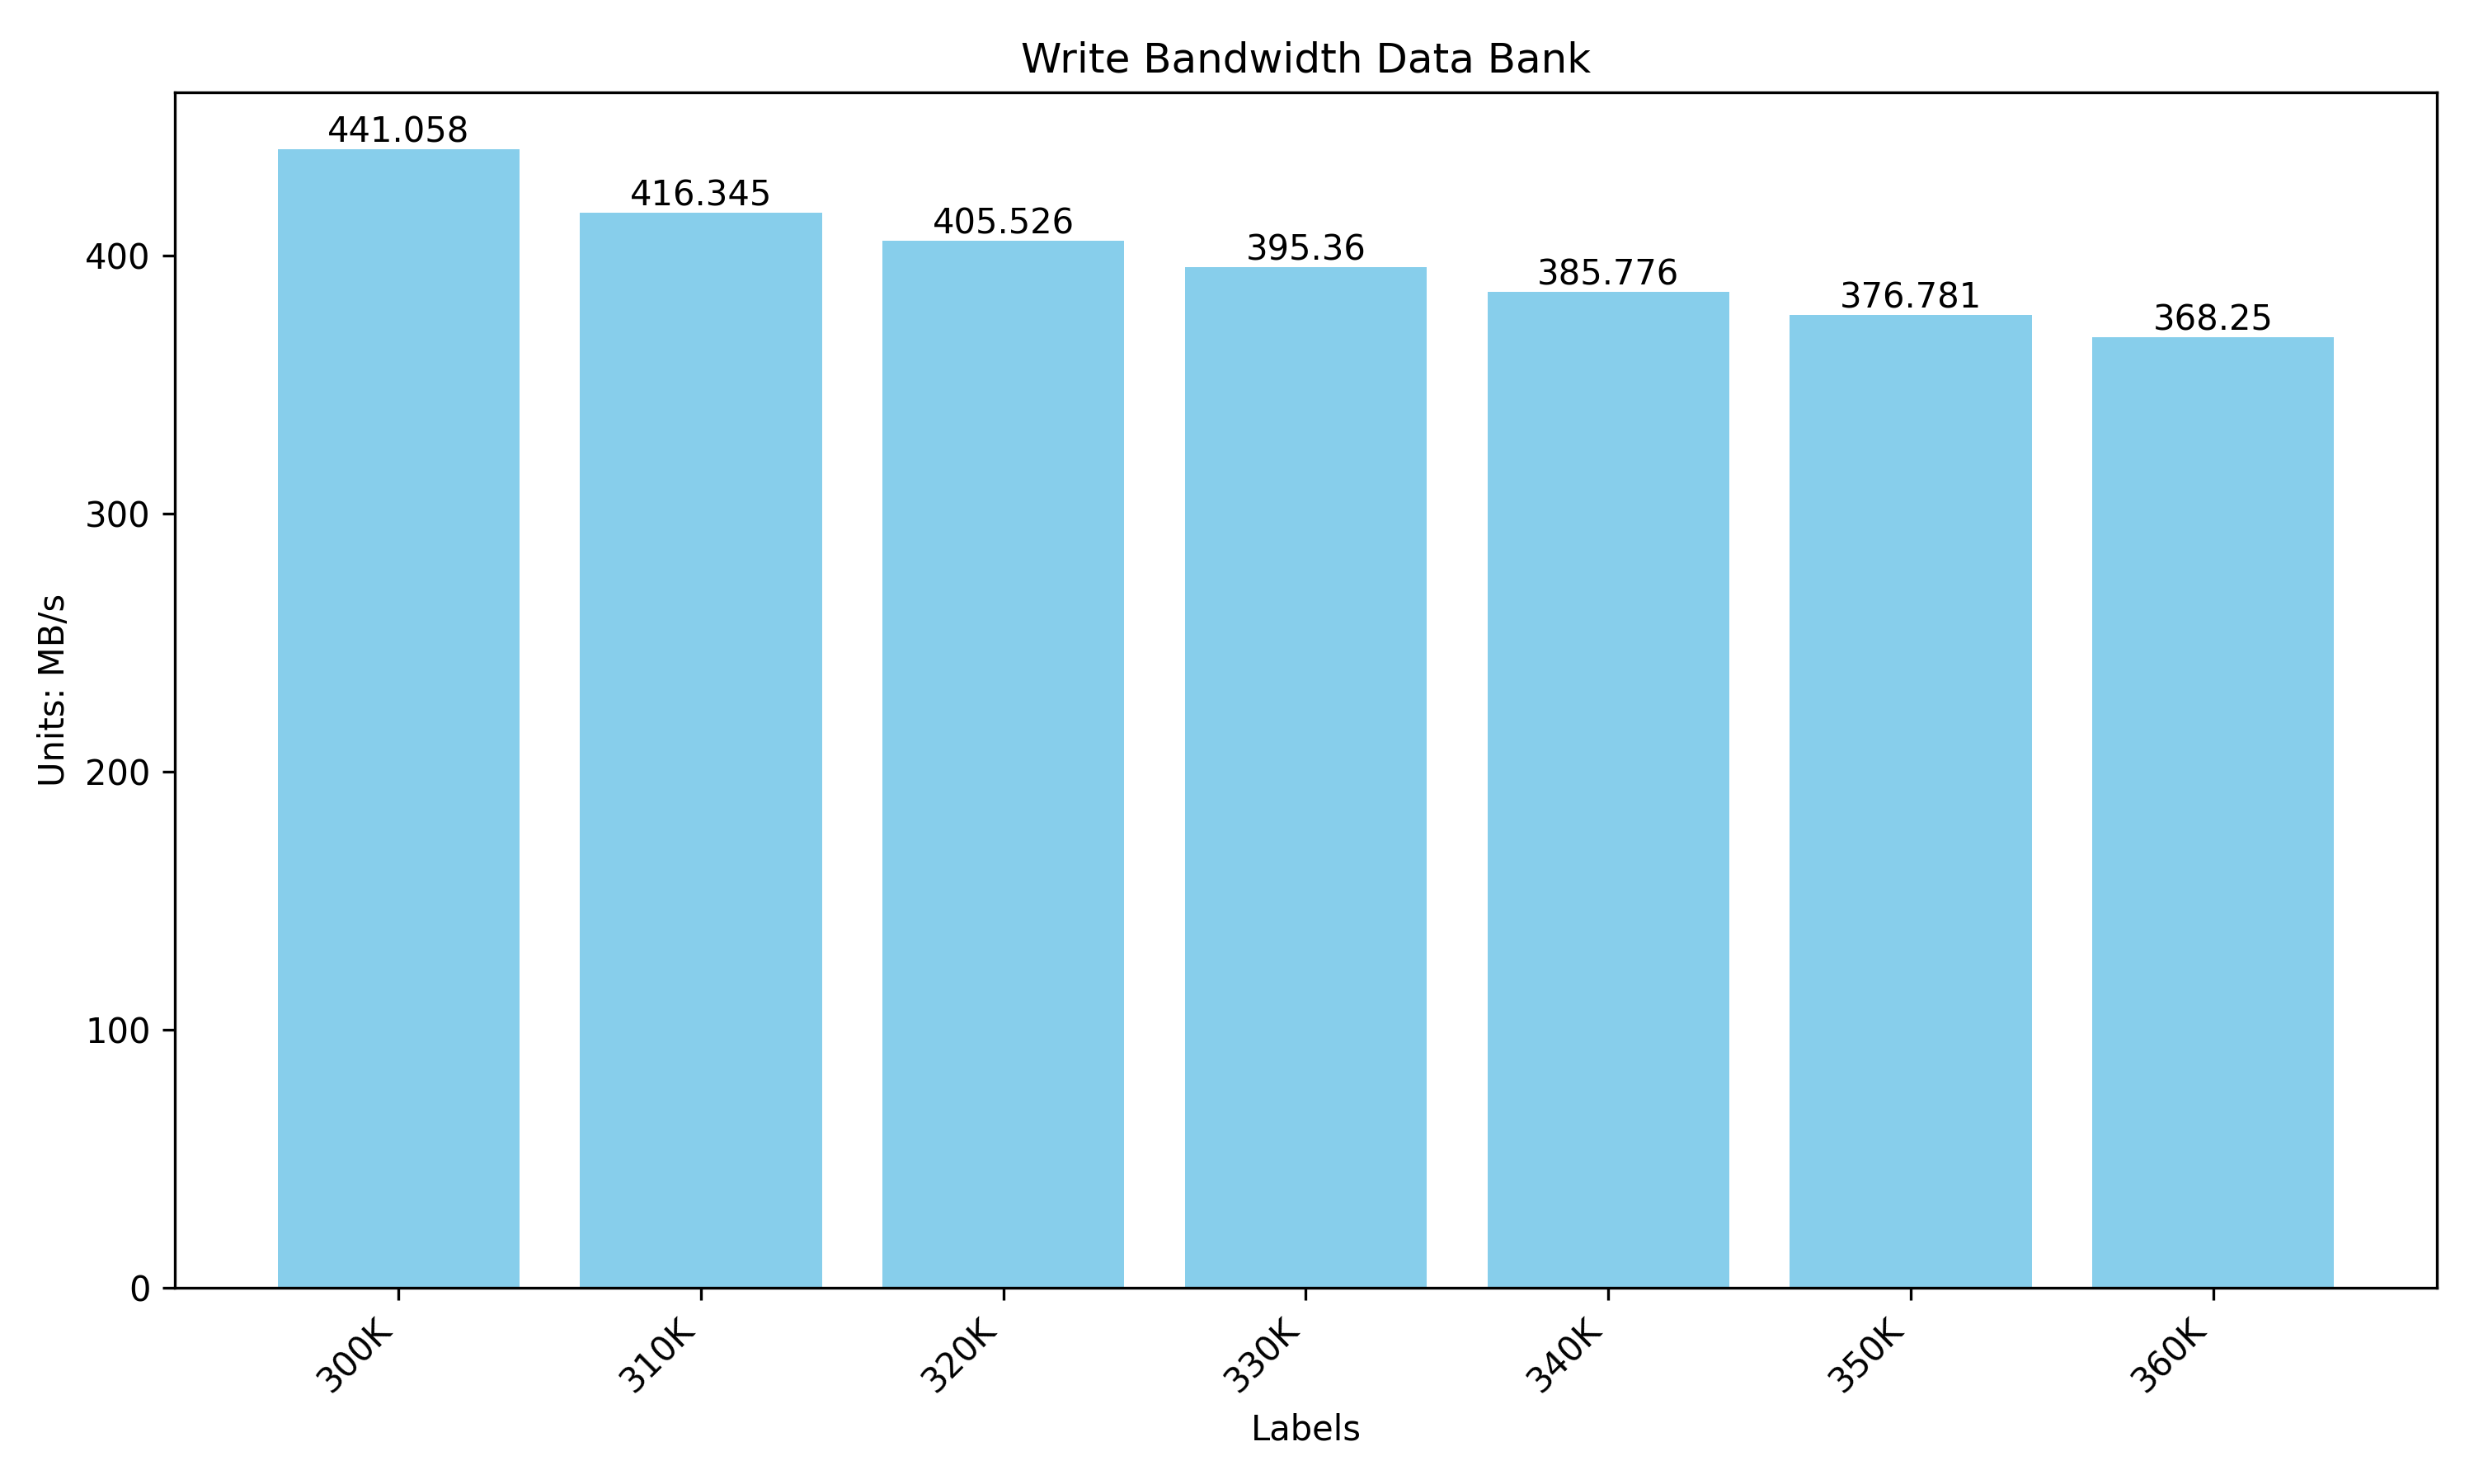 Write Bandwidth Data Bank
441.058
416.345
405.526
395.36
385.776
376.781
368.25
400
300
200
100
0
Units: MB/s
300K
310K
320K
330K
340K
350K
360K
Labels